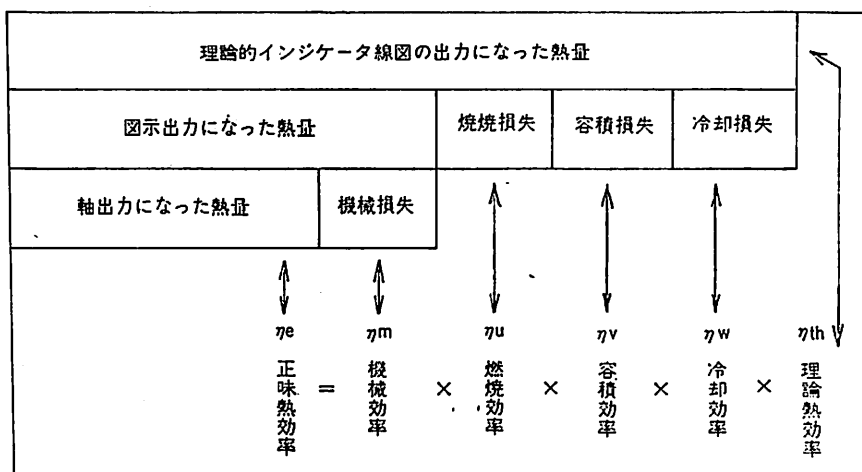 理論的インジケータ線図の出力になった熱量
図示出力になった熱量 焼焼損失 容積損失 冷却損失
軸出力になった熱量 機械損失
ηe ηm ηu ηv ηw ηth
正味熱効率 = 機械効率 × 燃焼効率 × 容積効率 × 冷却効率 × 理論熱効率